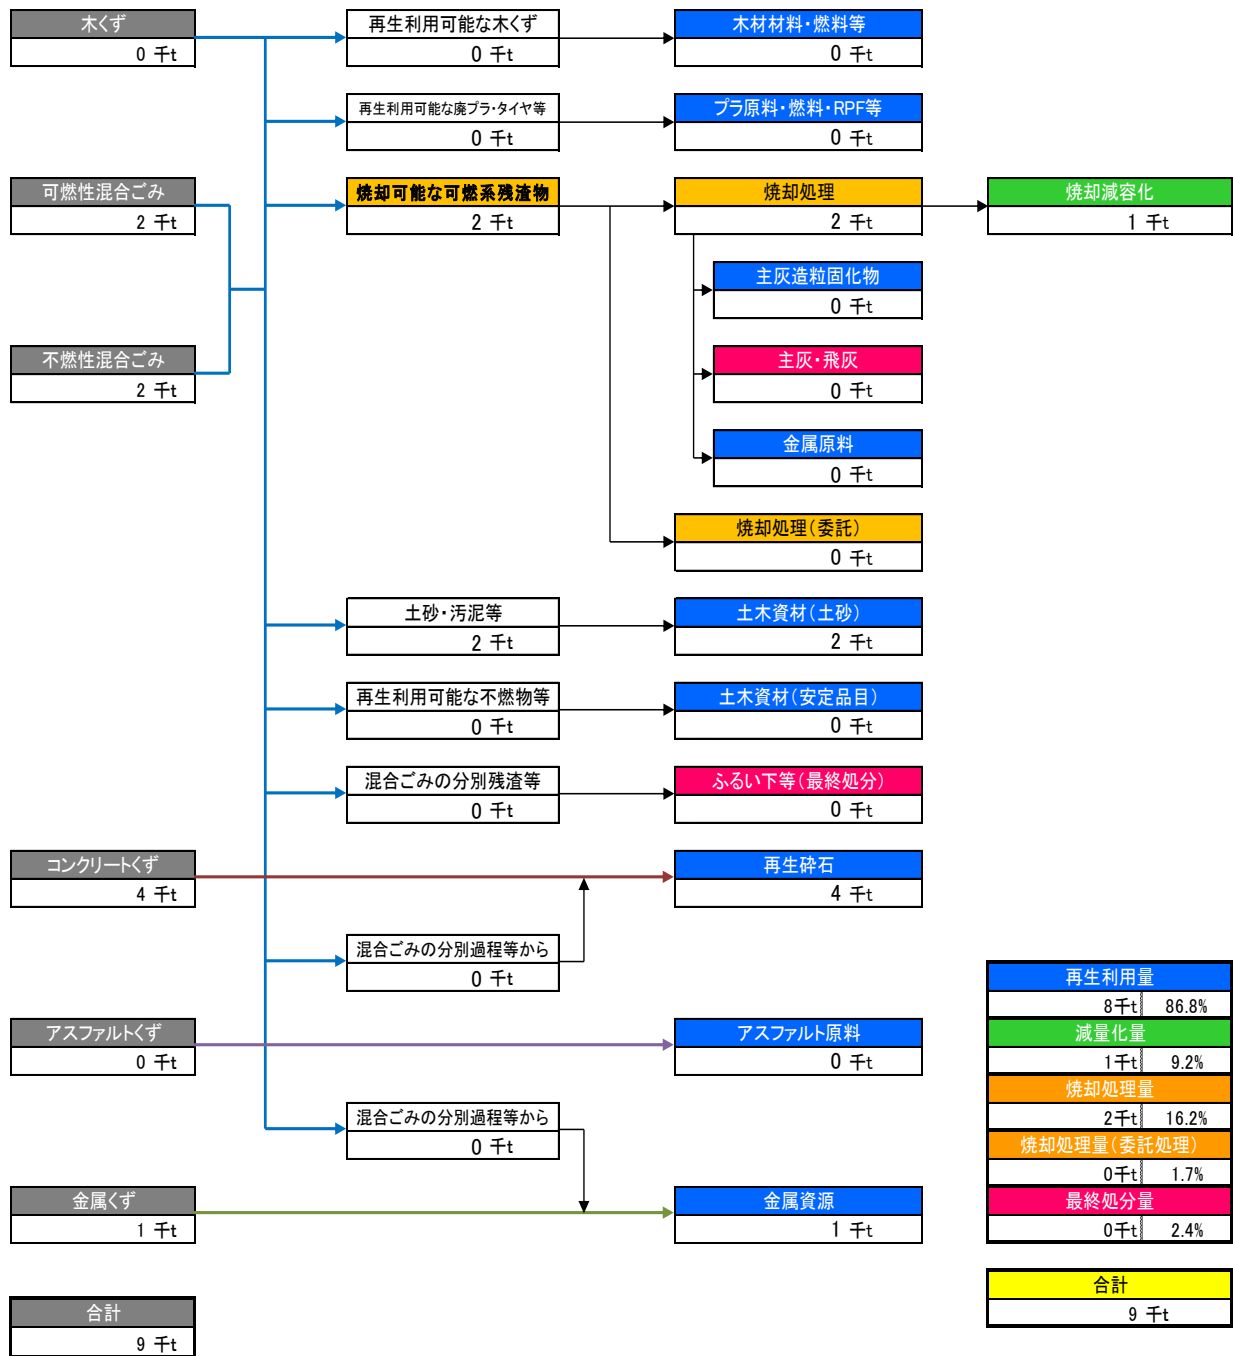 木くず
0 千t
再生利用可能な木くず
0 千t
木材材料・燃料等
0 千t
再生利用可能な廃プラ・タイヤ等
0 千t
プラ原料・燃料・RPF等
0 千t
可燃性混合ごみ
2 千t
焼却可能な可燃系残渣物
2 千t
焼却処理
2 千t
焼却減容化
1 千t
主灰造粒固化物
0 千t
不燃性混合ごみ
2 千t
主灰・飛灰
0 千t
金属原料
0 千t
焼却処理(委託)
0 千t
土砂・汚泥等
2 千t
土木資材(土砂)
2 千t
再生利用可能な不燃物等
0 千t
土木資材(安定品目)
0 千t
混合ごみの分別残渣等
0 千t
ふるい下等(最終処分)
0 千t
コンクリートくず
4 千t
再生砕石
4 千t
混合ごみの分別過程等から
0 千t
アスファルトくず
0 千t
アスファルト原料
0 千t
混合ごみの分別過程等から
0 千t
金属くず
1 千t
金属資源
1 千t
合計
9 千t
再生利用量
8千t 86.8%
減量化量
1千t 9.2%
焼却処理量
2千t 16.2%
焼却処理量(委託処理)
0千t 1.7%
最終処分量
0千t 2.4%
合計
9 千t